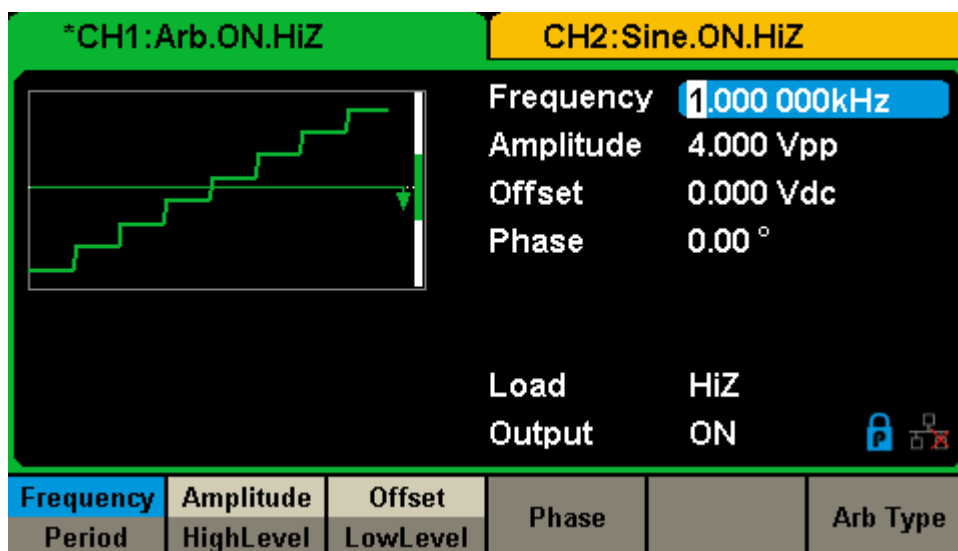 *CH1:Arb.ON.HiZ
CH2:Sine.ON.HiZ
Frequency 1.000 000kHz
Amplitude 4.000 Vpp
Offset 0.000 Vdc
Phase 0.00 °
Load HiZ
Output ON
P
Frequency Amplitude Offset Phase Arb Type
Period HighLevel LowLevel